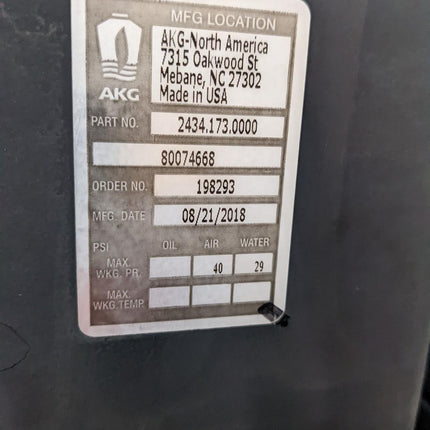 MFG LOCATION
AKG-North America
7315 Oakwood St
Mebane, NC 27302
Made in USA
AKG
PART NO. 2434.173.0000
80074668
ORDER NO. 198293
MFG. DATE 08/21/2018
PSI OIL AIR WATER
MAX. WKG. PR. 40 29
MAX. WKG.TEMP.